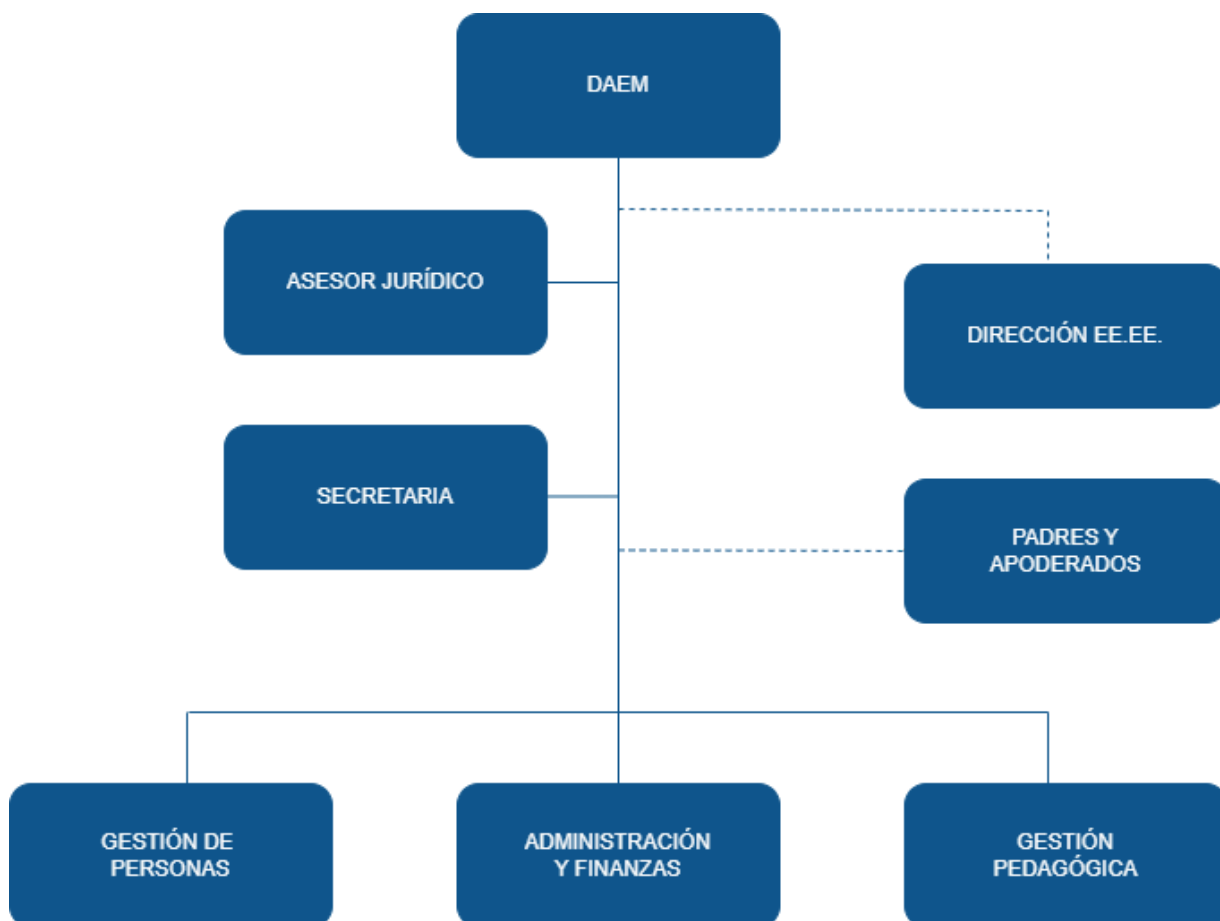 DAEM
ASESOR JURÍDICO
DIRECCIÓN EE.EE.
SECRETARIA
PADRES Y
APODERADOS
GESTIÓN DE
PERSONAS
ADMINISTRACIÓN
Y FINANZAS
GESTIÓN
PEDAGÓGICA